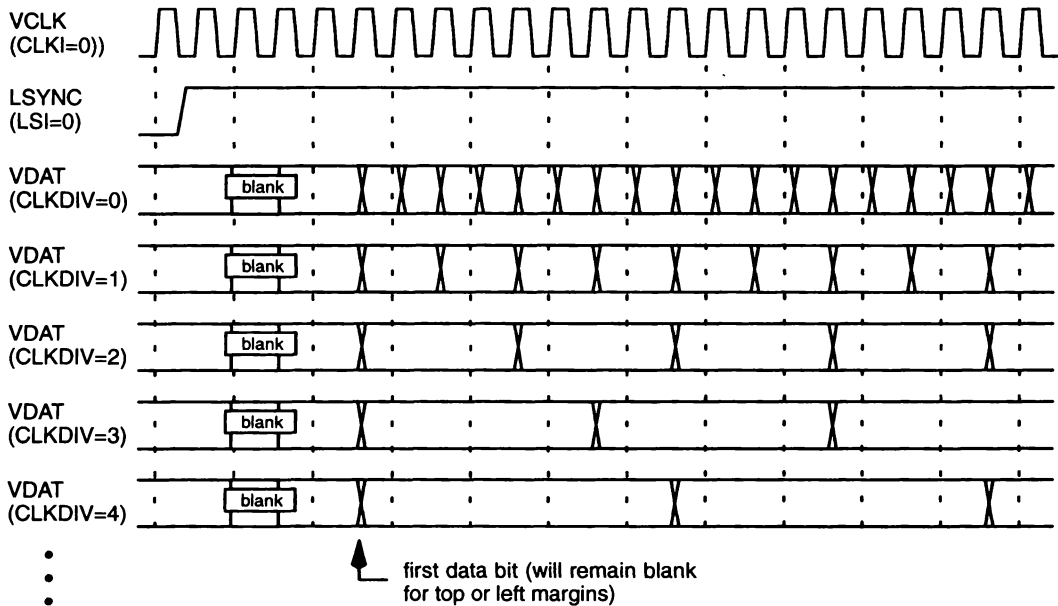 VCLK
(CLKI=0))
LSYNC
(LSI=0)
VDAT
(CLKDIV=0)
blank
VDAT
(CLKDIV=1)
blank
VDAT
(CLKDIV=2)
blank
VDAT
(CLKDIV=3)
blank
VDAT
(CLKDIV=4)
blank
first data bit (will remain blank
for top or left margins)